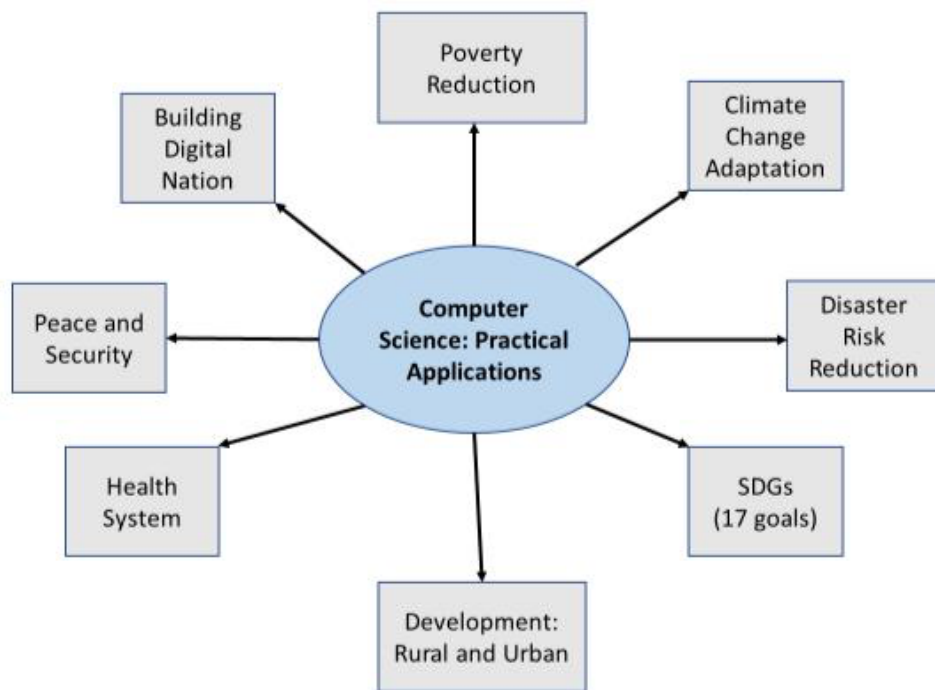 Poverty
Reduction
Climate
Change
Adaptation
Building
Digital
Nation
Disaster
Risk
Reduction
Peace and
Security
Computer
Science: Practical
Applications
Health
System
SDGs
(17 goals)
Development:
Rural and Urban